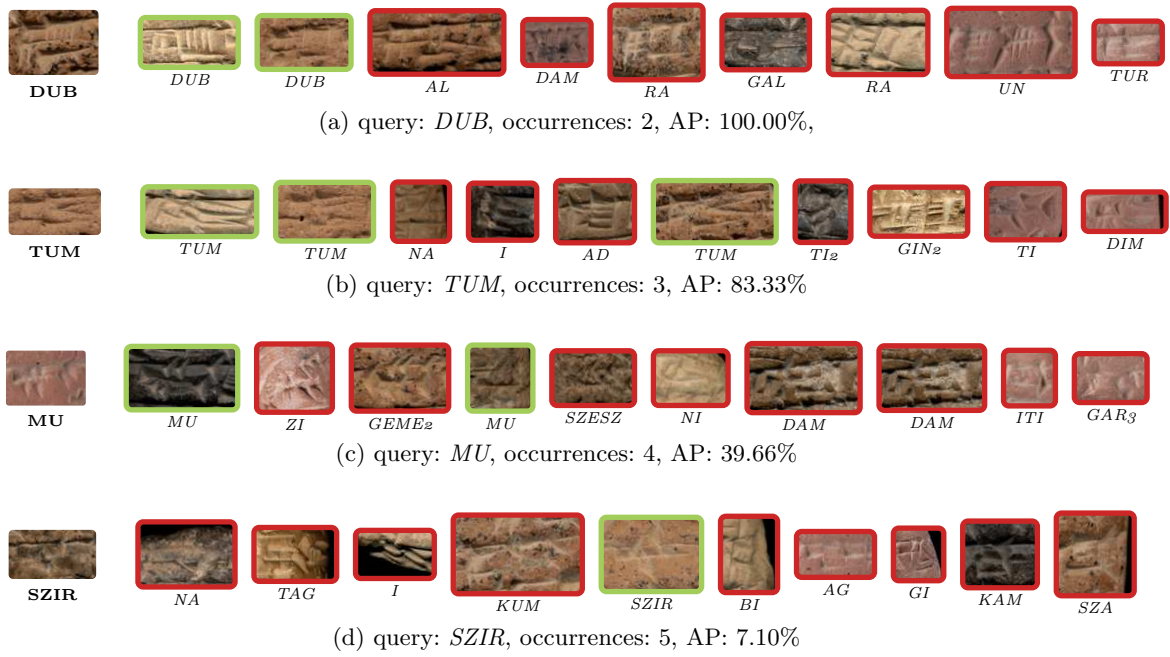 DUB DUB DUB AL DAM RA GAL RA UN TUR
(a) query: DUB, occurrences: 2, AP: 100.00%,
TUM TUM TUM NA I AD TUM TI2 GIN2 TI DIM
(b) query: TUM, occurrences: 3, AP: 83.33%
MU MU ZI GEME2 MU SZESZ NI DAM DAM ITI GAR3
(c) query: MU, occurrences: 4, AP: 39.66%
SZIR NA TAG I KUM SZIR BI AG GI KAM SZA
(d) query: SZIR, occurrences: 5, AP: 7.10%